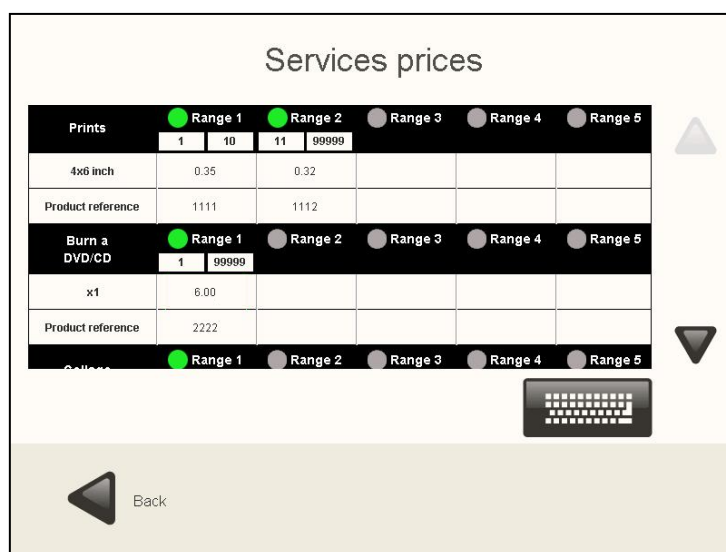 Services prices
Prints Range 1 Range 2 Range 3 Range 4 Range 5
1 10 11 99999
4x6 inch 0.35 0.32
Product reference 1111 1112
Burn a DVD/CD Range 1 Range 2 Range 3 Range 4 Range 5
1 99999
x1 6.00
Product reference 2222
Range 1 Range 2 Range 3 Range 4 Range 5
Back